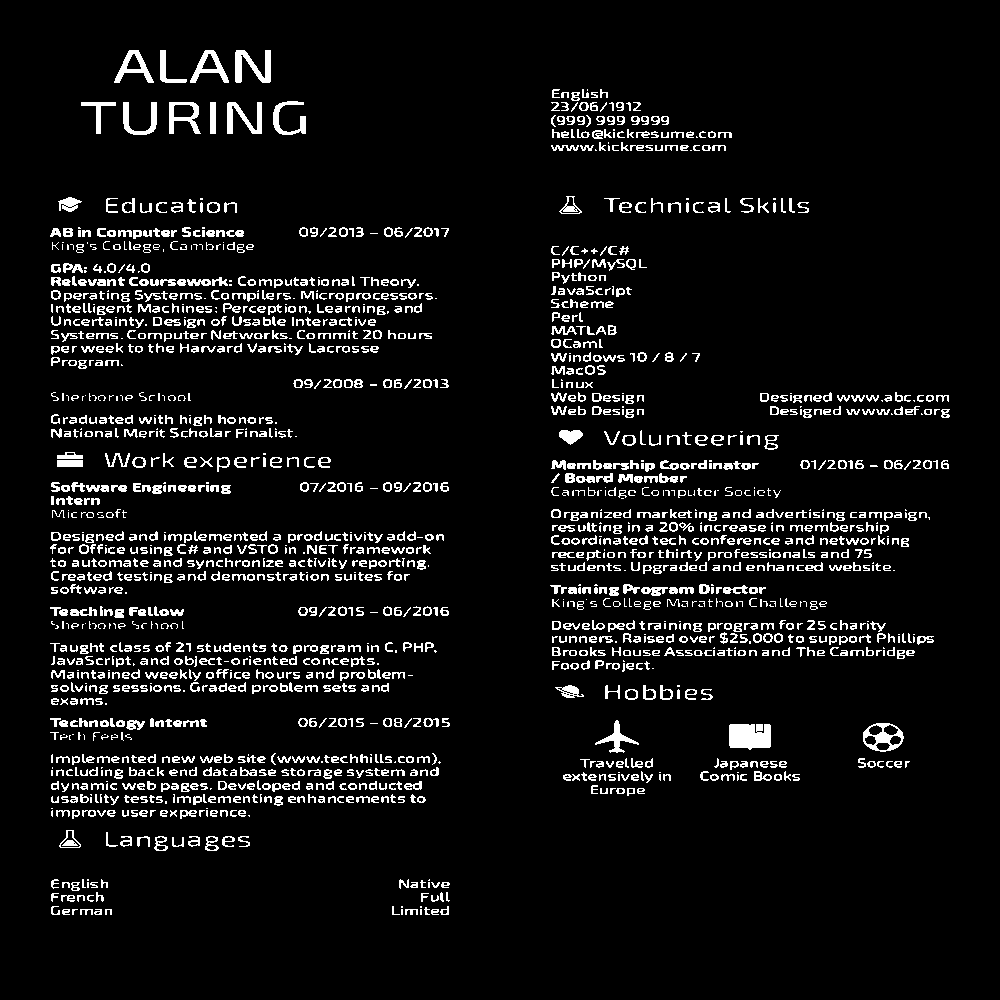 ALAN
TURING
English
23/06/1912
(999) 999 9999
hello@kickresume.com
www.kickresume.com
Education
AB in Computer Science 09/2013 – 06/2017
King's College, Cambridge
GPA: 4.0/4.0
Relevant Coursework: Computational Theory.
Operating Systems. Compilers. Microprocessors.
Intelligent Machines: Perception, Learning, and
Uncertainty. Design of Usable Interactive
Systems. Computer Networks. Commit 20 hours
per week to the Harvard Varsity Lacrosse
Program.
09/2008 – 06/2013
Sherborne School
Graduated with high honors.
National Merit Scholar Finalist.
Work experience
Software Engineering 07/2016 – 09/2016
Intern
Microsoft
Designed and implemented a productivity add-on
for Office using C# and VSTO in .NET framework
to automate and synchronize activity reporting.
Created testing and demonstration suites for
software.
Teaching Fellow 09/2015 – 06/2016
Sherbone School
Taught class of 21 students to program in C, PHP,
JavaScript, and object-oriented concepts.
Maintained weekly office hours and problem-
solving sessions. Graded problem sets and
exams.
Technology Internt 06/2015 – 08/2015
Tech Feels
Implemented new web site (www.techhills.com),
including back end database storage system and
dynamic web pages. Developed and conducted
usability tests, implementing enhancements to
improve user experience.
Languages
English Native
French Full
German Limited
Technical Skills
C/C++/C#
PHP/MySQL
Python
JavaScript
Scheme
Perl
MATLAB
OCaml
Windows 10 / 8 / 7
MacOS
Linux
Web Design Designed www.abc.com
Web Design Designed www.def.org
Volunteering
Membership Coordinator 01/2016 – 06/2016
/ Board Member
Cambridge Computer Society
Organized marketing and advertising campaign,
resulting in a 20% increase in membership
Coordinated tech conference and networking
reception for thirty professionals and 75
students. Upgraded and enhanced website.
Training Program Director
King's College Marathon Challenge
Developed training program for 25 charity
runners. Raised over $25,000 to support Phillips
Brooks House Association and The Cambridge
Food Project.
Hobbies
Travelled
extensively in
Europe
Japanese
Comic Books
Soccer